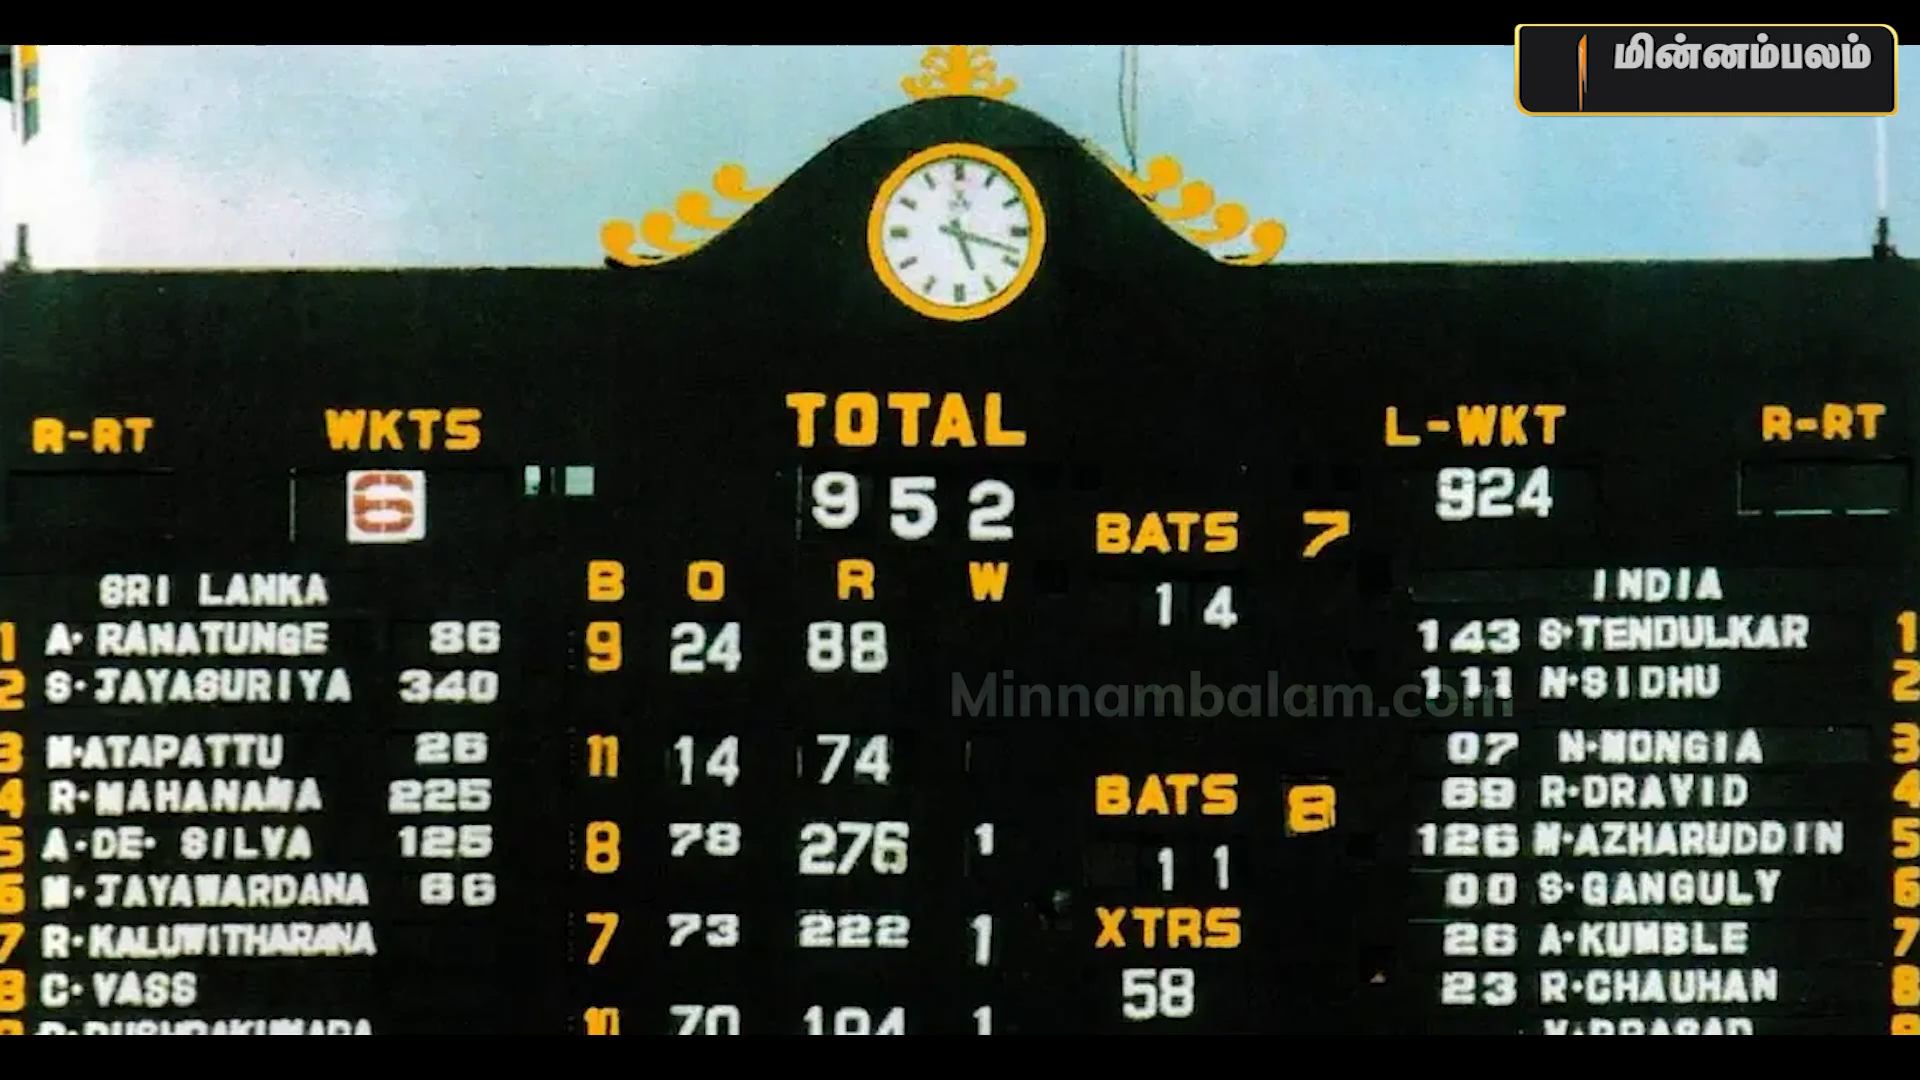 மின்னம்பலம்
R-RT WKTS TOTAL L-WKT R-RT
6 952 924
BATS 7
SRI LANKA B O R W 14 INDIA
1 A. RANATUNGE 86 9 24 88 143 S.TENDULKAR 1
2 S.JAYASURIYA 340 111 N.SIDHU 2
Minnambalam.com
3 M.ATAPATTU 26 11 14 74 07 N.MONGIA 3
4 R.MAHANAMA 225 BATS 8 69 R.DRAVID 4
5 A.DE. SILVA 125 8 78 276 1 126 M.AZHARUDDIN 5
6 M.JAYAWARDANA 66 11 00 S.GANGULY 6
7 R.KALUWITHARANA 7 73 222 1 XTRS 26 A.KUMBLE 7
8 C.VASS 58 23 R.CHAUHAN 8
10 70 1 V.PRASAD